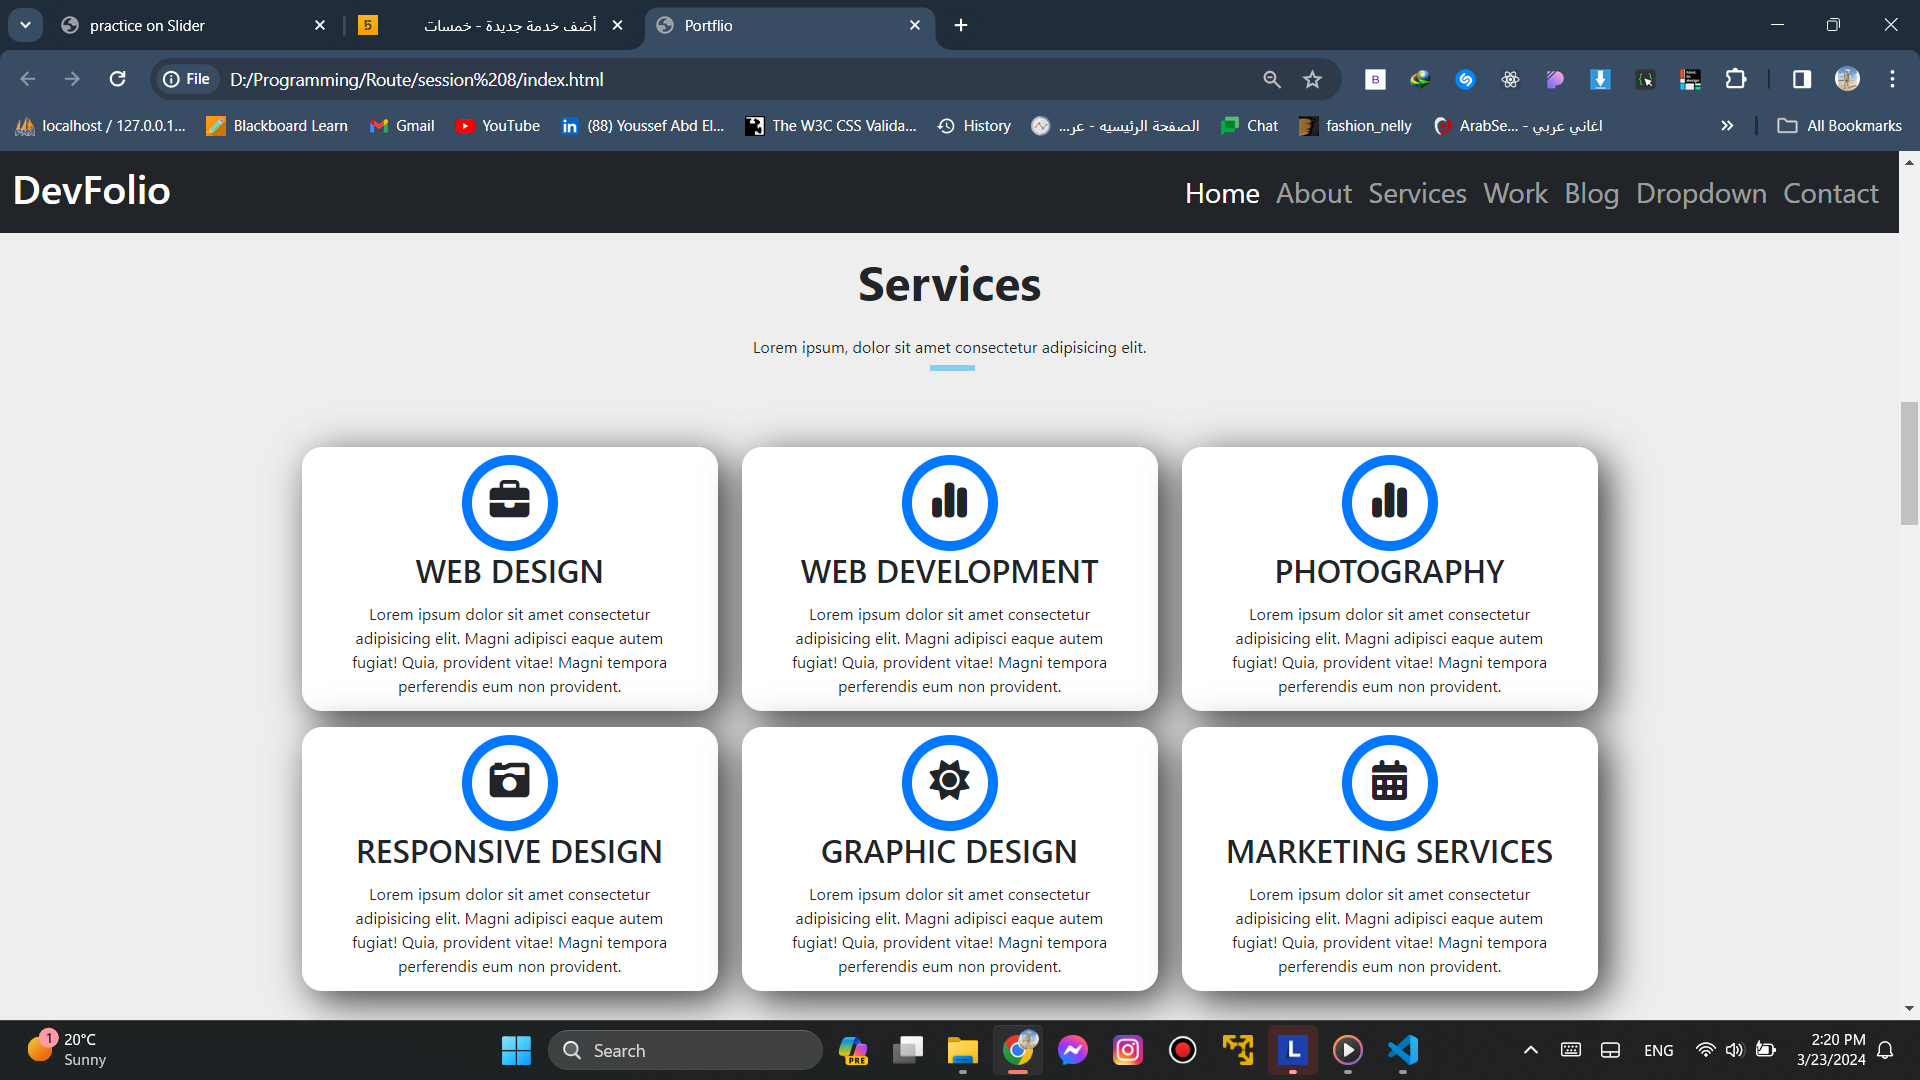 practice on Slider
أضف خدمة جديدة - خمسات
Portflio
File
D:/Programming/Route/session%208/index.html
localhost / 127.0.0.1...
Blackboard Learn
Gmail
YouTube
(88) Youssef Abd El...
The W3C CSS Valida...
History
الصفحة الرئيسيه - عر...
Chat
fashion_nelly
ArabSe... - اغاني عربي
All Bookmarks
DevFolio
Home About Services Work Blog Dropdown Contact
Services
Lorem ipsum, dolor sit amet consectetur adipisicing elit.
WEB DESIGN
Lorem ipsum dolor sit amet consectetur
adipisicing elit. Magni adipisci eaque autem
fugiat! Quia, provident vitae! Magni tempora
perferendis eum non provident.
WEB DEVELOPMENT
Lorem ipsum dolor sit amet consectetur
adipisicing elit. Magni adipisci eaque autem
fugiat! Quia, provident vitae! Magni tempora
perferendis eum non provident.
PHOTOGRAPHY
Lorem ipsum dolor sit amet consectetur
adipisicing elit. Magni adipisci eaque autem
fugiat! Quia, provident vitae! Magni tempora
perferendis eum non provident.
RESPONSIVE DESIGN
Lorem ipsum dolor sit amet consectetur
adipisicing elit. Magni adipisci eaque autem
fugiat! Quia, provident vitae! Magni tempora
perferendis eum non provident.
GRAPHIC DESIGN
Lorem ipsum dolor sit amet consectetur
adipisicing elit. Magni adipisci eaque autem
fugiat! Quia, provident vitae! Magni tempora
perferendis eum non provident.
MARKETING SERVICES
Lorem ipsum dolor sit amet consectetur
adipisicing elit. Magni adipisci eaque autem
fugiat! Quia, provident vitae! Magni tempora
perferendis eum non provident.
1
20°C
Sunny
Search
PRE
L
ENG
2:20 PM
3/23/2024